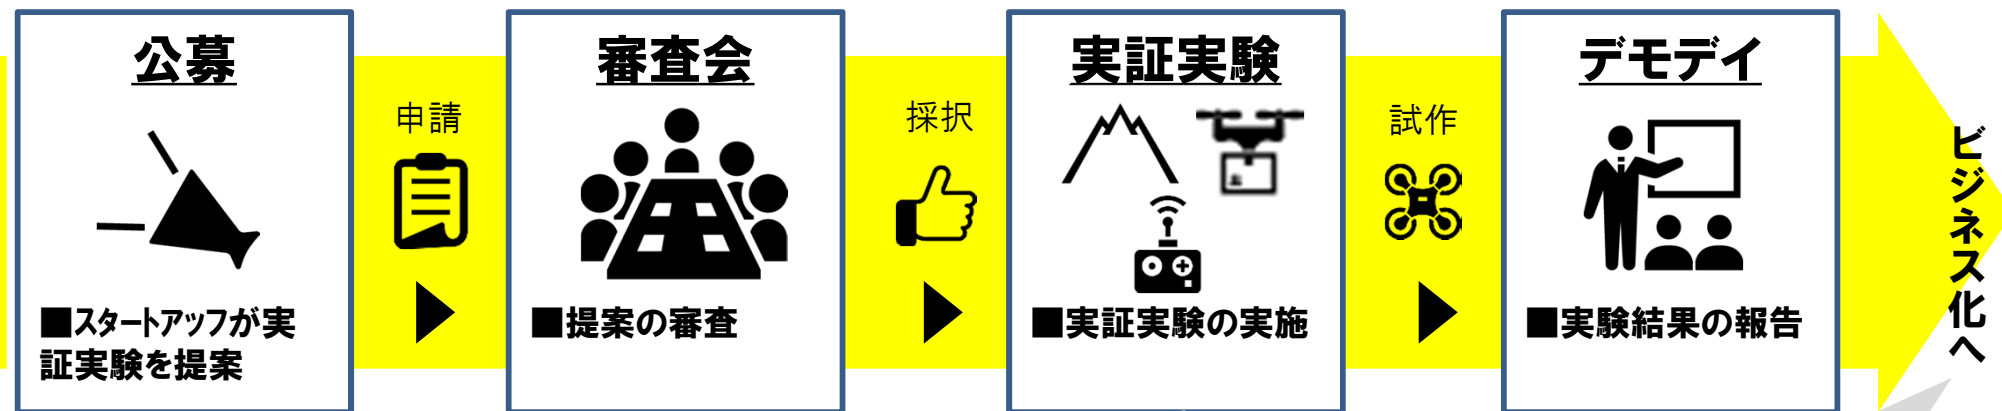 公募
■スタートアッフが実
証実験を提案
申請
審査会
■提案の審査
採択
実証実験
■実証実験の実施
試作
デモデイ
■実験結果の報告
ビジネス化へ